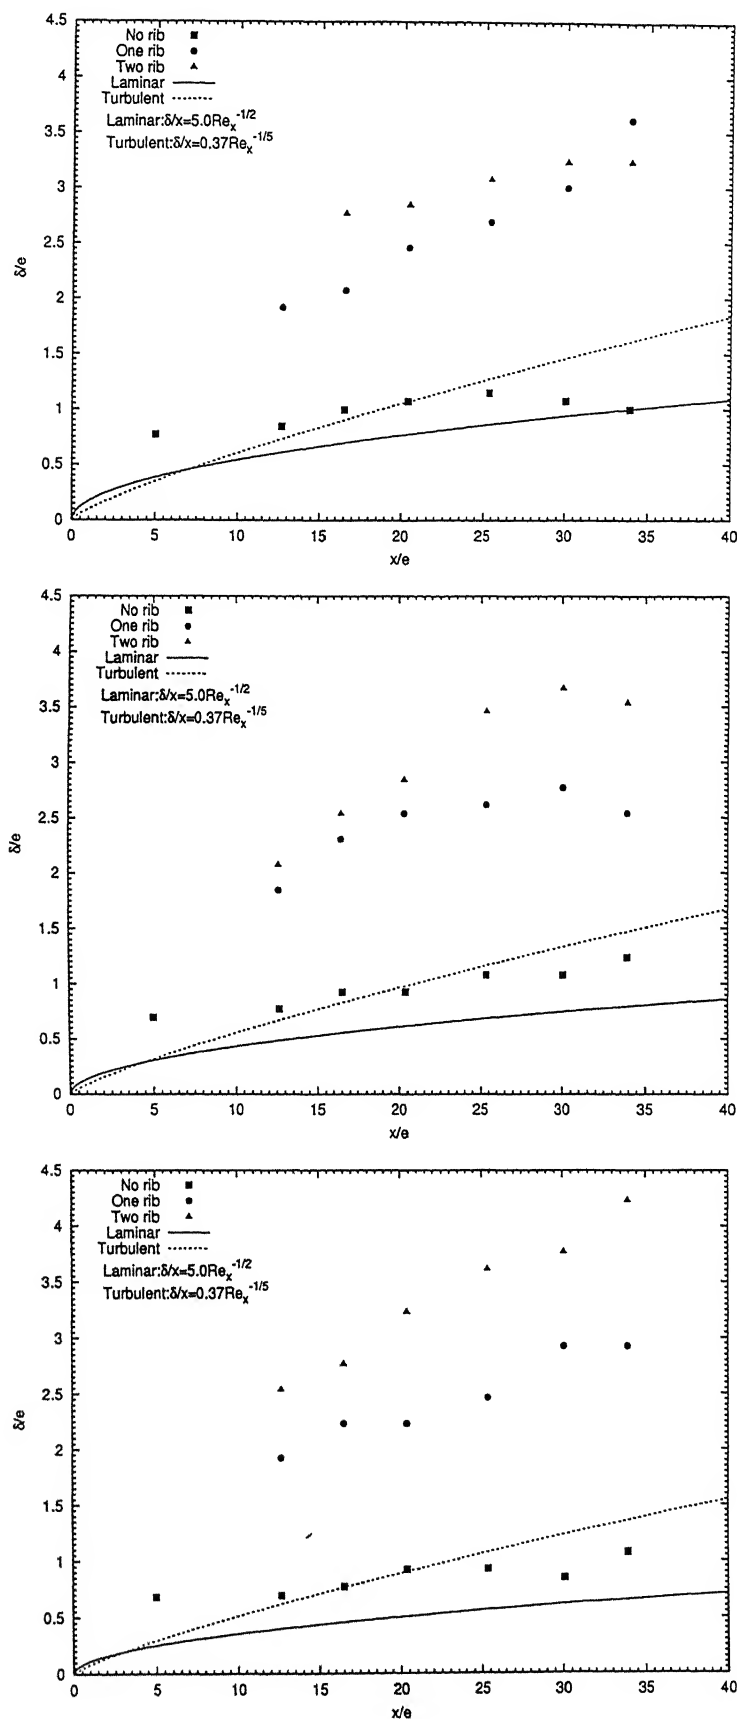 4.5
No rib
One rib
4
Two rib
Laminar
Turbulent
Laminar:δ/x=5.0Reₓ^-1/2
3.5
Turbulent:δ/x=0.37Reₓ^-1/5
3
2.5
δ/e
2
1.5
1
0.5
0
0 5 10 15 20 25 30 35 40
x/e
4.5
No rib
One rib
4
Two rib
Laminar
Turbulent
Laminar:δ/x=5.0Reₓ^-1/2
3.5
Turbulent:δ/x=0.37Reₓ^-1/5
3
2.5
δ/e
2
1.5
1
0.5
0
0 5 10 15 20 25 30 35 40
x/e
4.5
No rib
One rib
4
Two rib
Laminar
Turbulent
Laminar:δ/x=5.0Reₓ^-1/2
3.5
Turbulent:δ/x=0.37Reₓ^-1/5
3
2.5
δ/e
2
1.5
1
0.5
0
0 5 10 15 20 25 30 35 40
x/e